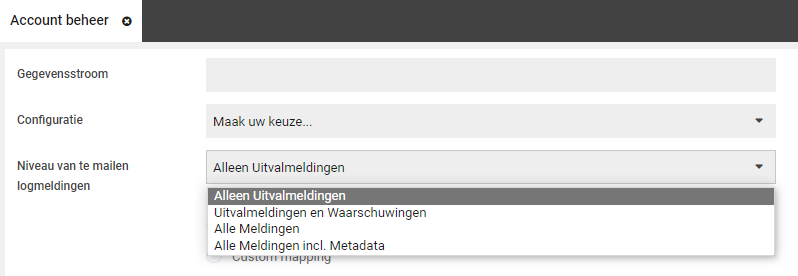 Account beheer
Gegevensstroom
Configuratie
Maak uw keuze...
Niveau van te mailen
logmeldingen
Alleen Uitvalmeldingen
Alleen Uitvalmeldingen
Uitvalmeldingen en Waarschuwingen
Alle Meldingen
Alle Meldingen incl. Metadata
Custom mapping